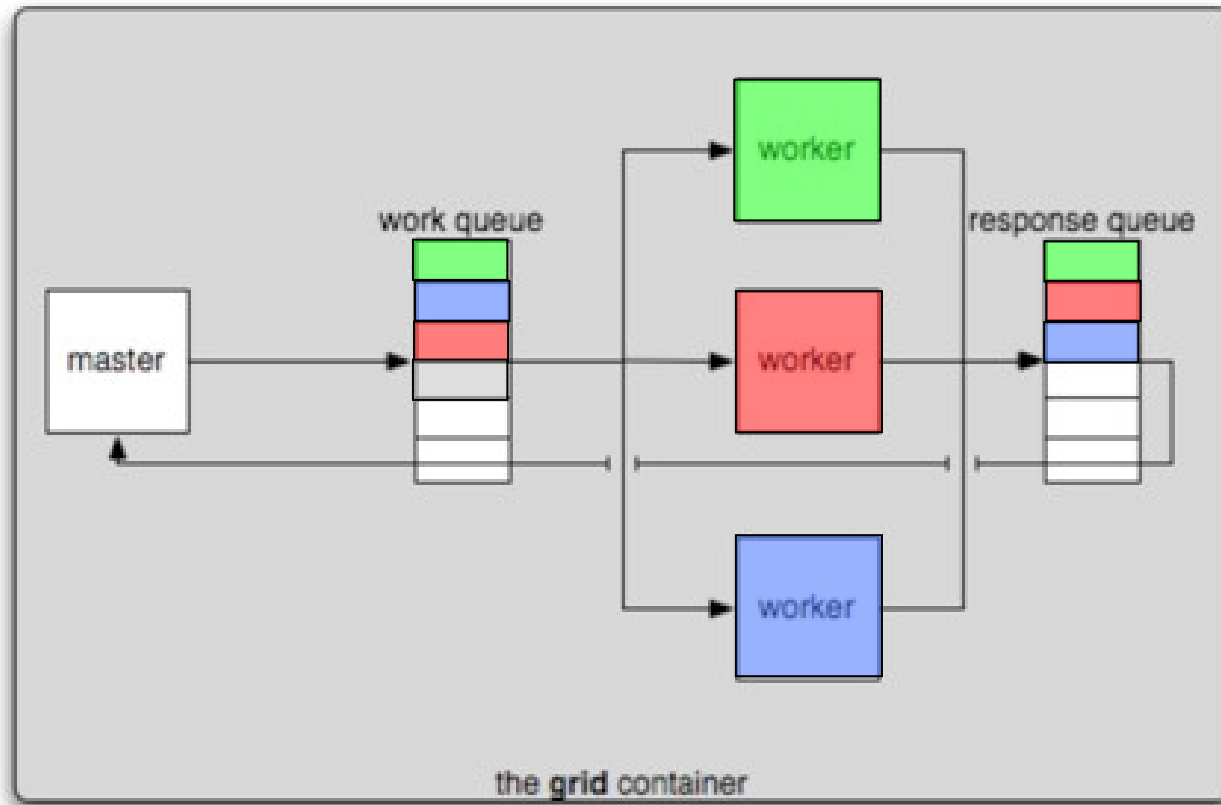 work queue
response queue
master
worker
worker
worker
the grid container